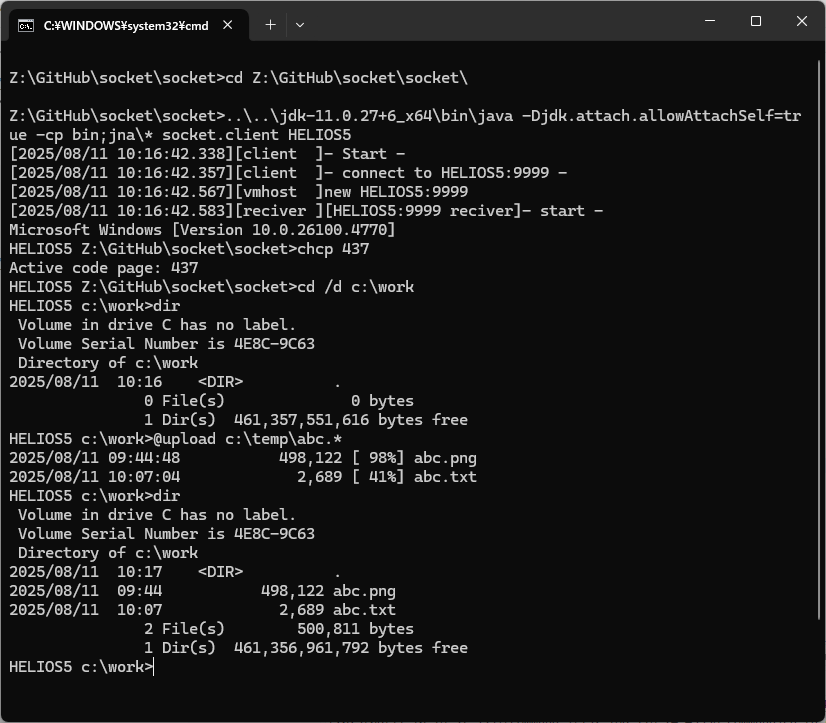 C:¥WINDOWS¥system32¥cmd
Z:\GitHub\socket\socket>cd Z:\GitHub\socket\socket\
Z:\GitHub\socket\socket>..\..\jdk-11.0.27+6_x64\bin\java -Djdk.attach.allowAttachSelf=tr
ue -cp bin;jna\* socket.client HELIOS5
[2025/08/11 10:16:42.338][client  ]- Start -
[2025/08/11 10:16:42.357][client  ]- connect to HELIOS5:9999 -
[2025/08/11 10:16:42.567][vmhost  ]new HELIOS5:9999
[2025/08/11 10:16:42.583][reciver ][HELIOS5:9999 reciver]- start -
Microsoft Windows [Version 10.0.26100.4770]
HELIOS5 Z:\GitHub\socket\socket>chcp 437
Active code page: 437
HELIOS5 Z:\GitHub\socket\socket>cd /d c:\work
HELIOS5 c:\work>dir
 Volume in drive C has no label.
 Volume Serial Number is 4E8C-9C63
 Directory of c:\work
2025/08/11  10:16    <DIR>          .
               0 File(s)              0 bytes
               1 Dir(s)  461,357,551,616 bytes free
HELIOS5 c:\work>@upload c:\temp\abc.*
2025/08/11 09:44:48           498,122 [ 98%] abc.png
2025/08/11 10:07:04             2,689 [ 41%] abc.txt
HELIOS5 c:\work>dir
 Volume in drive C has no label.
 Volume Serial Number is 4E8C-9C63
 Directory of c:\work
2025/08/11  10:17    <DIR>          .
2025/08/11  09:44           498,122 abc.png
2025/08/11  10:07             2,689 abc.txt
               2 File(s)        500,811 bytes
               1 Dir(s)  461,356,961,792 bytes free
HELIOS5 c:\work>